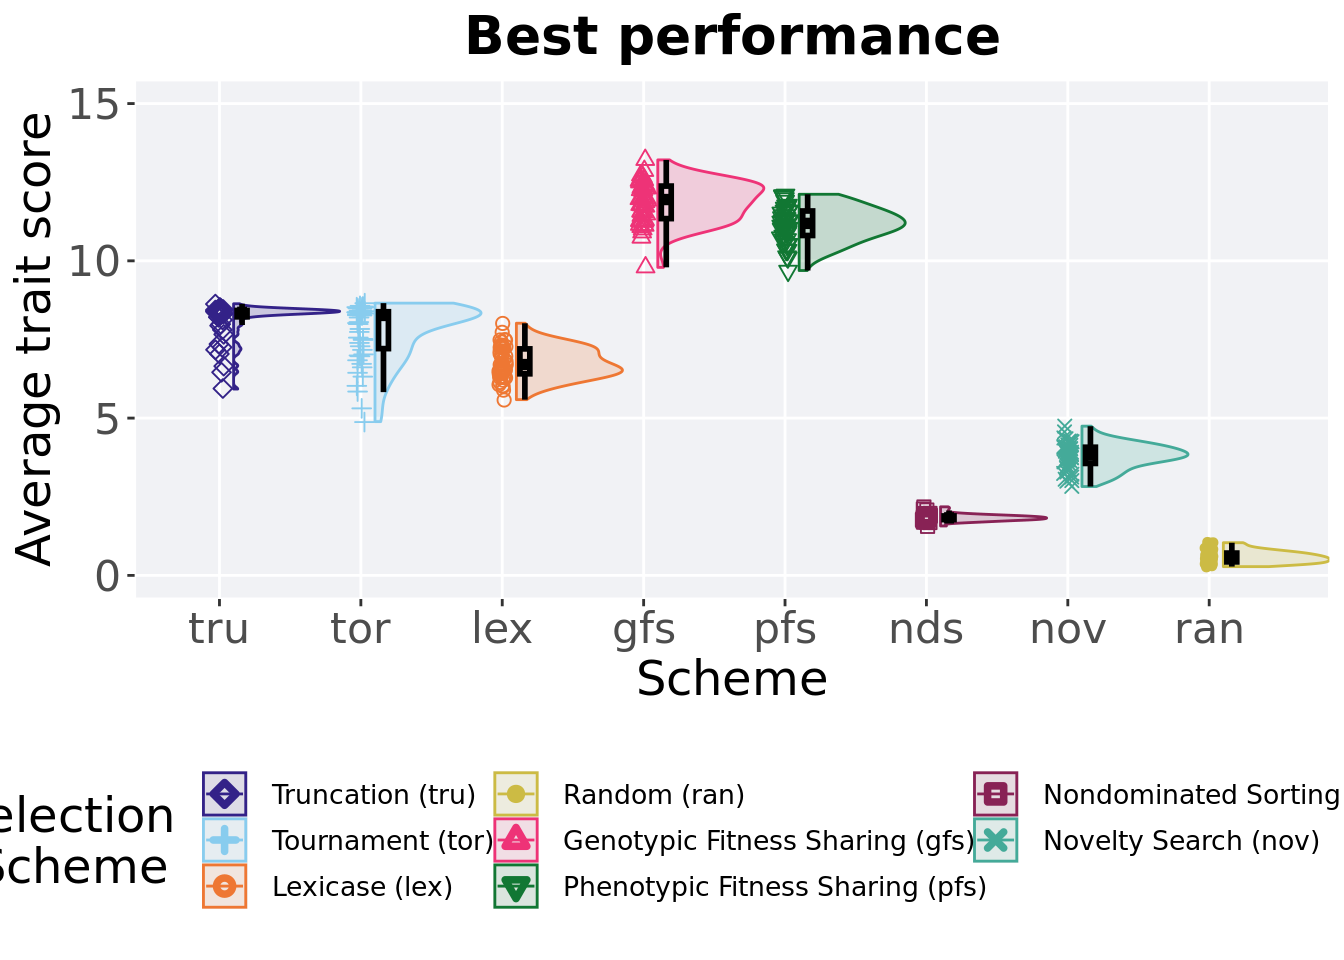 Best performance
Average trait score
15
10
5
0
tru tor lex gfs pfs nds nov ran
Scheme
election
Scheme
Truncation (tru)
Tournament (tor)
Lexicase (lex)
Random (ran)
Genotypic Fitness Sharing (gfs)
Phenotypic Fitness Sharing (pfs)
Nondominated Sorting
Novelty Search (nov)